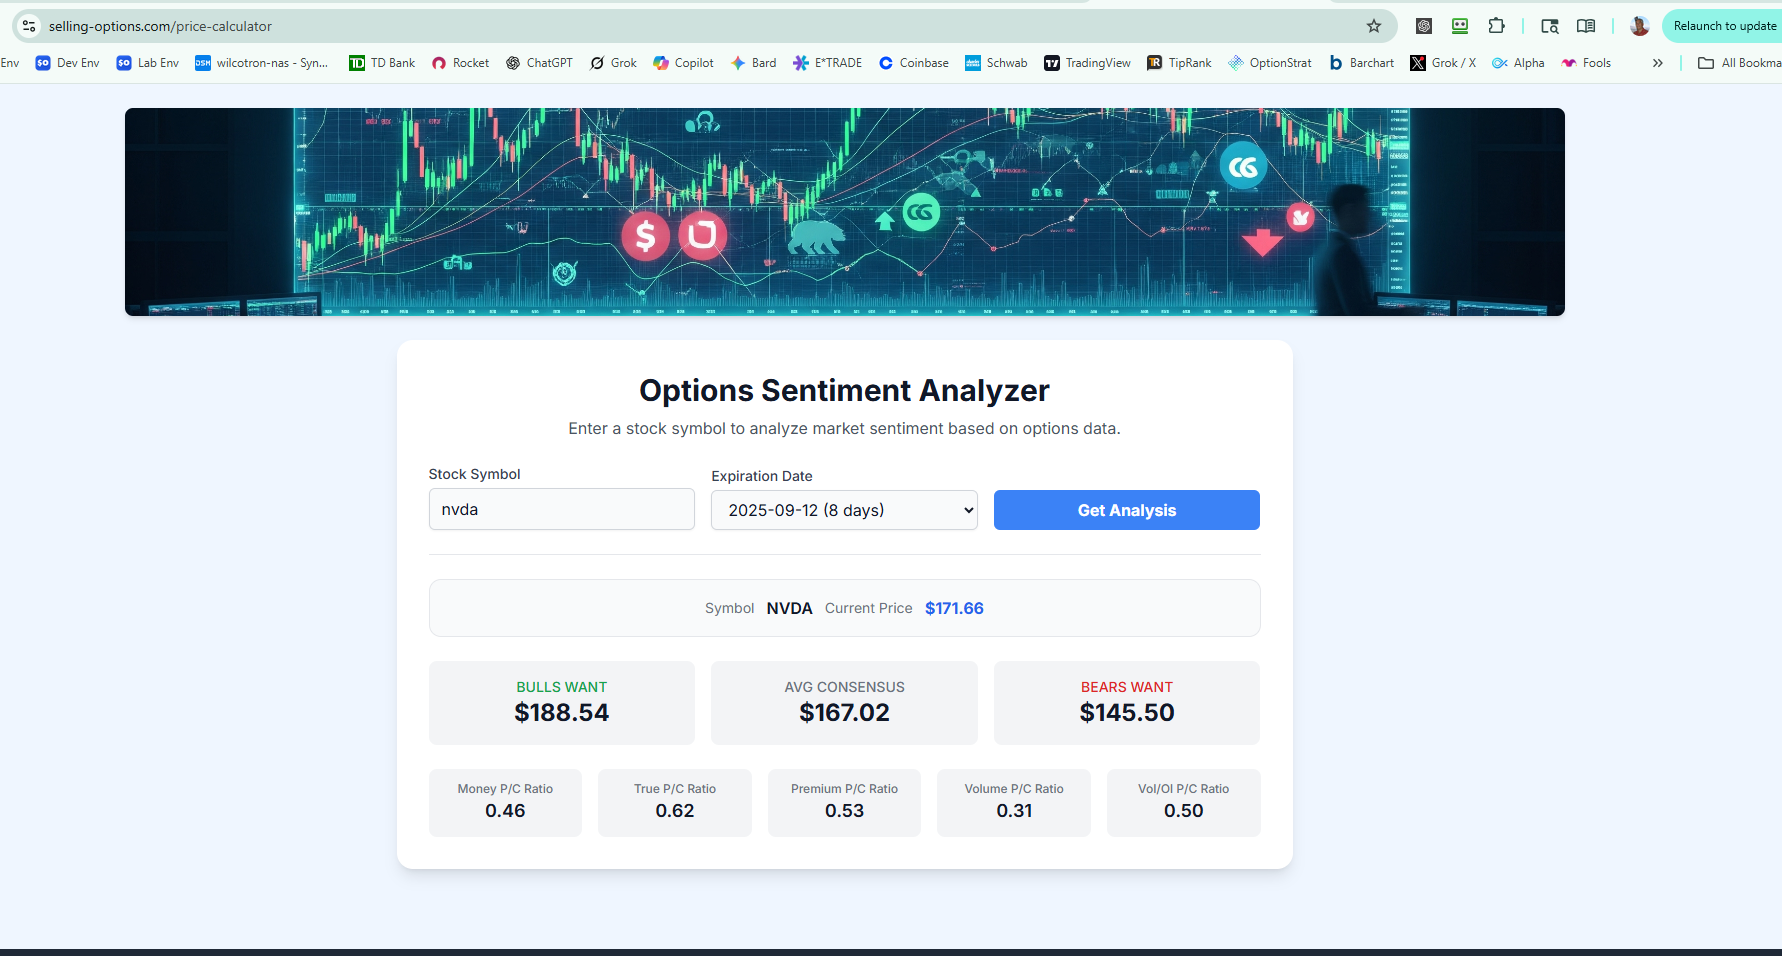 selling-options.com/price-calculator
Relaunch to update
Env
Dev Env
Lab Env
wilcotron-nas - Syn...
TD Bank
Rocket
ChatGPT
Grok
Copilot
Bard
E*TRADE
Coinbase
Schwab
TradingView
TipRank
OptionStrat
Barchart
Grok / X
Alpha
Fools
All Bookma
Options Sentiment Analyzer
Enter a stock symbol to analyze market sentiment based on options data.
Stock Symbol
Expiration Date
nvda
2025-09-12 (8 days)
Get Analysis
Symbol NVDA Current Price $171.66
BULLS WANT
$188.54
AVG CONSENSUS
$167.02
BEARS WANT
$145.50
Money P/C Ratio
0.46
True P/C Ratio
0.62
Premium P/C Ratio
0.53
Volume P/C Ratio
0.31
Vol/OI P/C Ratio
0.50